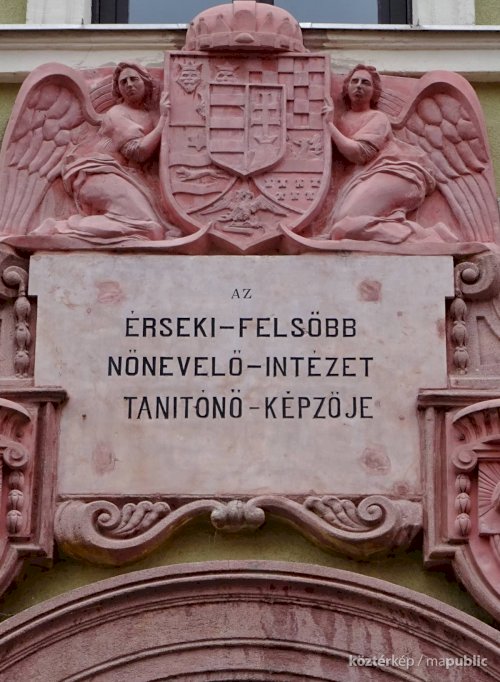 AZ
ÉRSEKI-FELSŐBB
NŐNEVELŐ-INTÉZET
TANITÓNŐ-KÉPZŐJE
köztérkép / mapublic